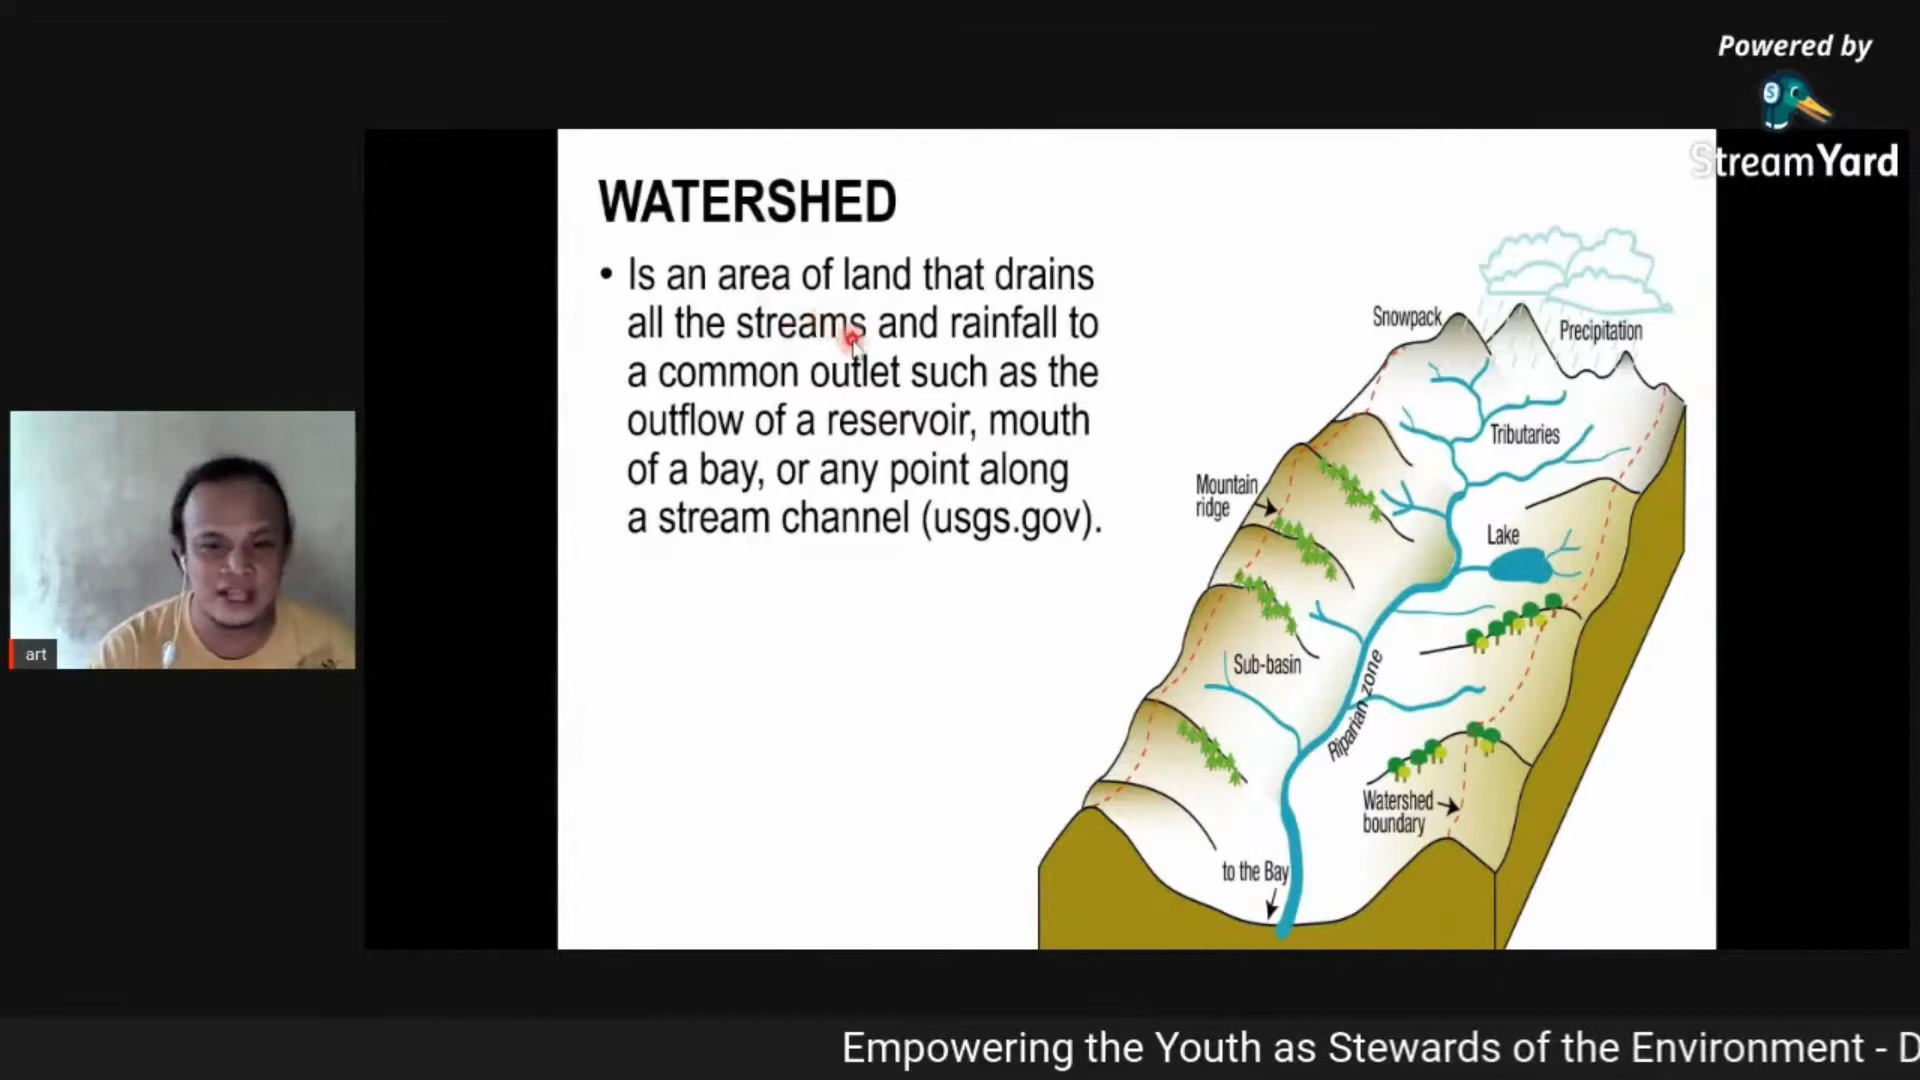 Powered by
StreamYard
WATERSHED
• Is an area of land that drains
all the streams and rainfall to
a common outlet such as the
outflow of a reservoir, mouth
of a bay, or any point along
a stream channel (usgs.gov).
Snowpack
Precipitation
Tributaries
Mountain
ridge
Lake
Sub-basin
Riparian zone
Watershed
boundary
to the Bay
art
Empowering the Youth as Stewards of the Environment - D